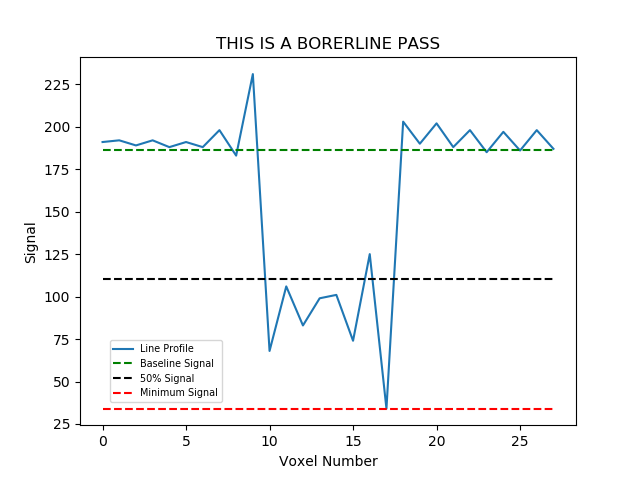 THIS IS A BORERLINE PASS
225
200
175
150
125
100
75
50
25
Signal
Line Profile
Baseline Signal
50% Signal
Minimum Signal
0 5 10 15 20 25
Voxel Number